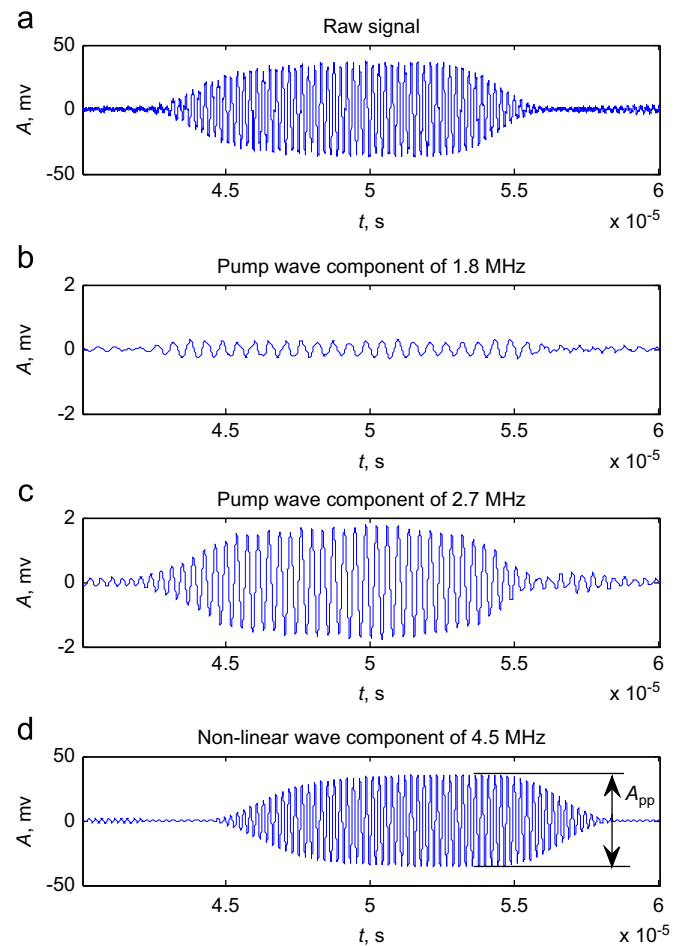 a
Raw signal
50
0
-50
A, mv
4.5
5
5.5
6
t, s
x 10-5
b
Pump wave component of 1.8 MHz
2
0
-2
A, mv
4.5
5
5.5
6
t, s
x 10-5
c
Pump wave component of 2.7 MHz
2
0
-2
A, mv
4.5
5
5.5
6
t, s
x 10-5
d
Non-linear wave component of 4.5 MHz
50
0
-50
A, mv
App
4.5
5
5.5
6
t, s
x 10-5